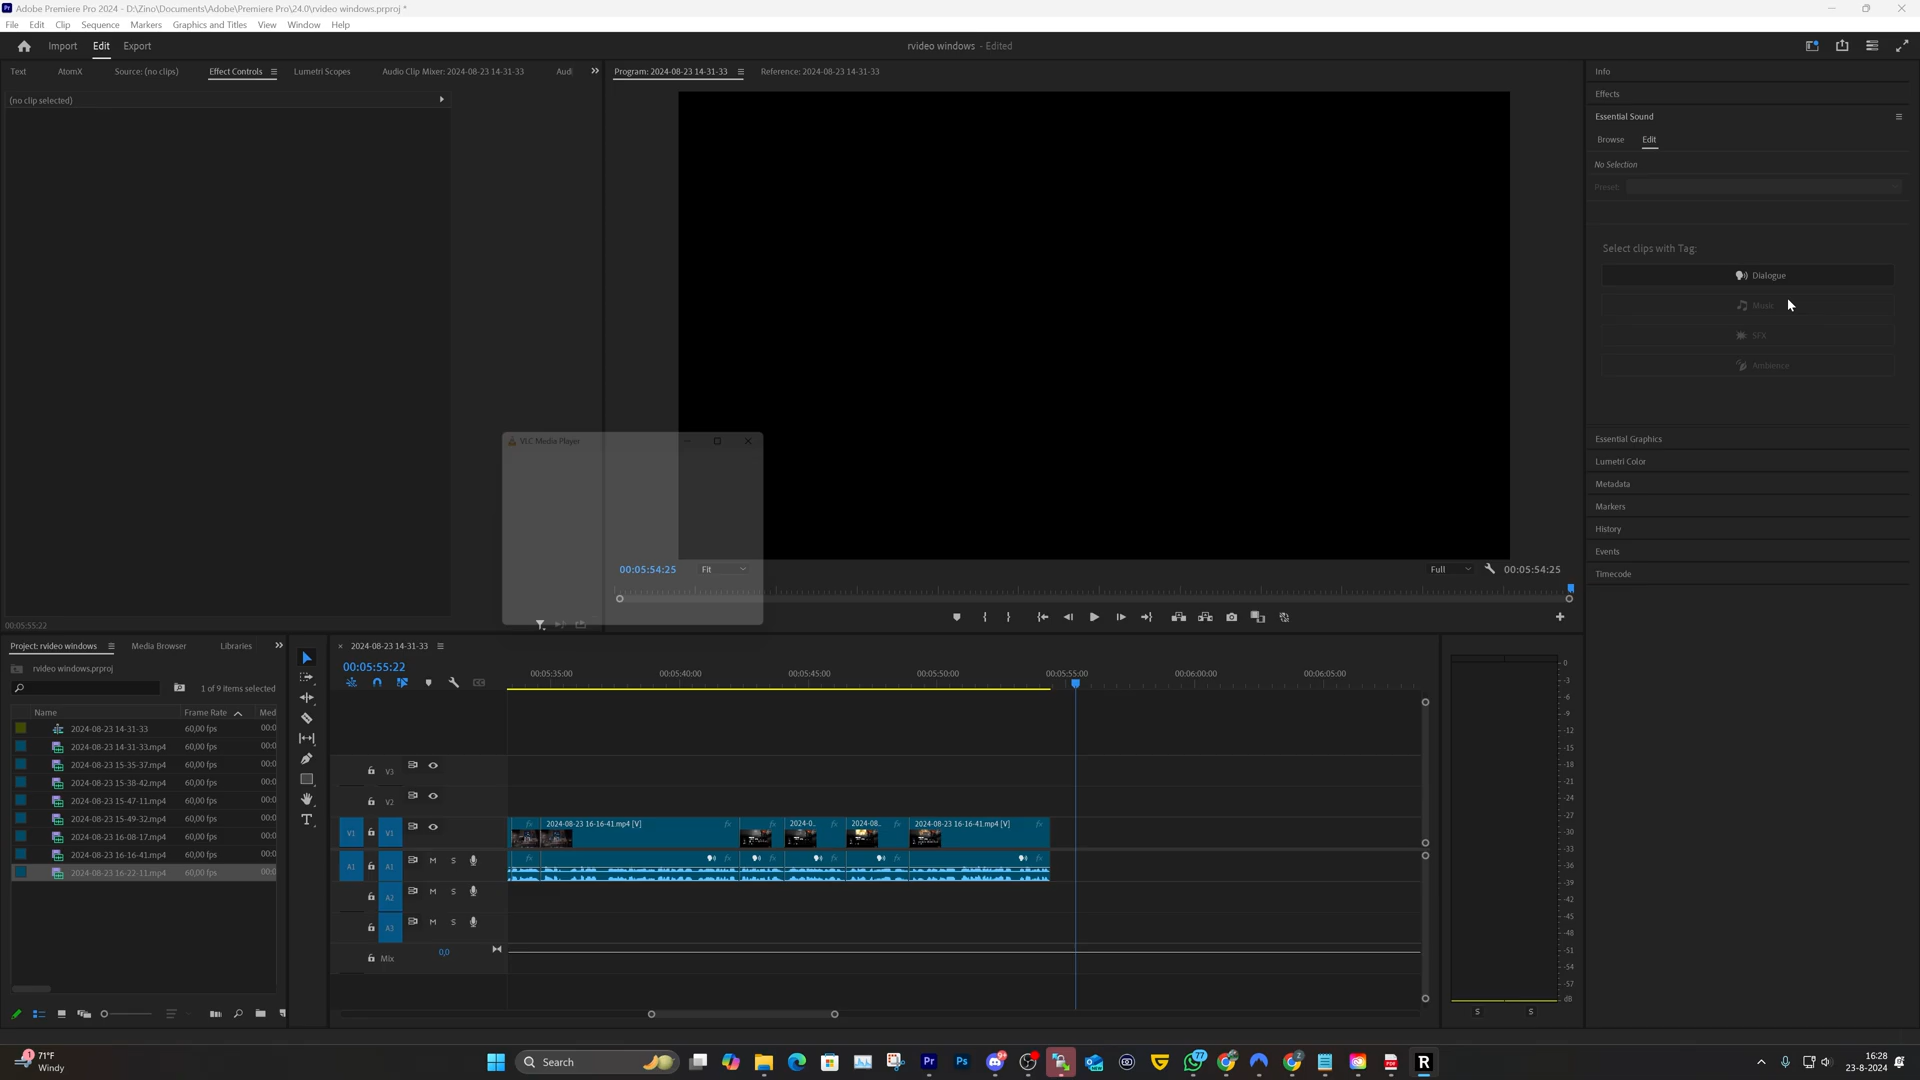 Adobe Premiere Pro 2024 - D:\Zino\Documents\Adobe\Premiere Pro\24.0\rvideo windows.prproj *
File Edit Clip Sequence Markers Graphics and Titles View Window Help
Import Edit Export rvideo windows - Edited
Text AtomX Source: (no clips) Effect Controls Lumetri Scopes Audio Clip Mixer: 2024-08-23 14-31-33 Audi
Program: 2024-08-23 14-31-33 Reference: 2024-08-23 14-31-33
(no clip selected)
Info
Effects
Essential Sound
Browse Edit
No Selection
Preset:
Select clips with Tag:
Dialogue
Music
SFX
Ambience
Essential Graphics
Lumetri Color
Metadata
Markers
History
Events
Timecode
VLC Media Player
00:05:54:25 Fit Full 00:05:54:25
00:05:55:22
Project: rvideo windows Media Browser Libraries
rvideo windows.prproj
1 of 9 items selected
Name Frame Rate Med
2024-08-23 14-31-33 60,00 fps 00:0
2024-08-23 14-31-33.mp4 60,00 fps 00:0
2024-08-23 15-35-37.mp4 60,00 fps 00:0
2024-08-23 15-38-42.mp4 60,00 fps 00:0
2024-08-23 15-47-11.mp4 60,00 fps 00:0
2024-08-23 15-49-32.mp4 60,00 fps 00:0
2024-08-23 16-08-17.mp4 60,00 fps 00:0
2024-08-23 16-16-41.mp4 60,00 fps 00:0
2024-08-23 16-22-11.mp4 60,00 fps 00:0
2024-08-23 14-31-33
00:05:55:22
00:05:35:00 00:05:40:00 00:05:45:00 00:05:50:00 00:05:55:00 00:06:00:00 00:06:05:00
V3
V2
V1 V1
2024-08-23 16-16-41.mp4 [V] fx 2024-0.. fx 2024-08.. fx 2024-08-23 16-16-41.mp4 [V] fx
A1 A1 M S
A2 M S
A3 M S
Mix 0,0
0
-3
-6
-9
-12
-15
-18
-21
-24
-27
-30
-33
-36
-39
-42
-45
-48
-51
-54
-57
dB
S S
71°F
Windy
Search
16:28
23-8-2024